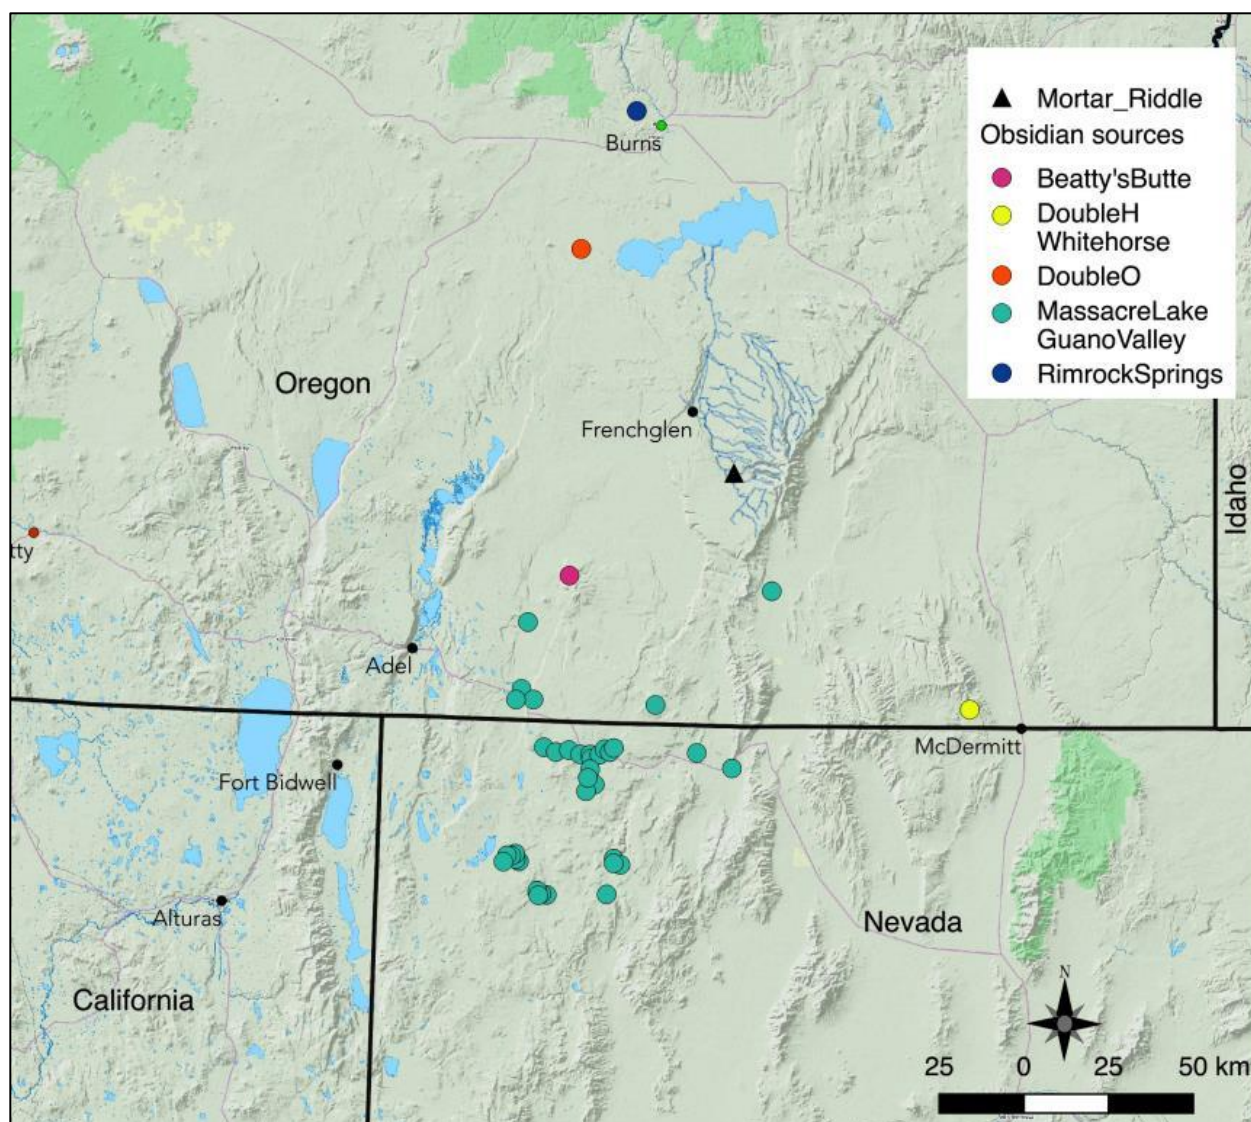 Mortar_Riddle
Obsidian sources
Beatty'sButte
DoubleH
Whitehorse
DoubleO
MassacreLake
GuanoValley
RimrockSprings
Burns
Oregon
Frenchglen
Idaho
tty
Adel
McDermitt
Fort Bidwell
Alturas
Nevada
California
N
25 0 25 50 km